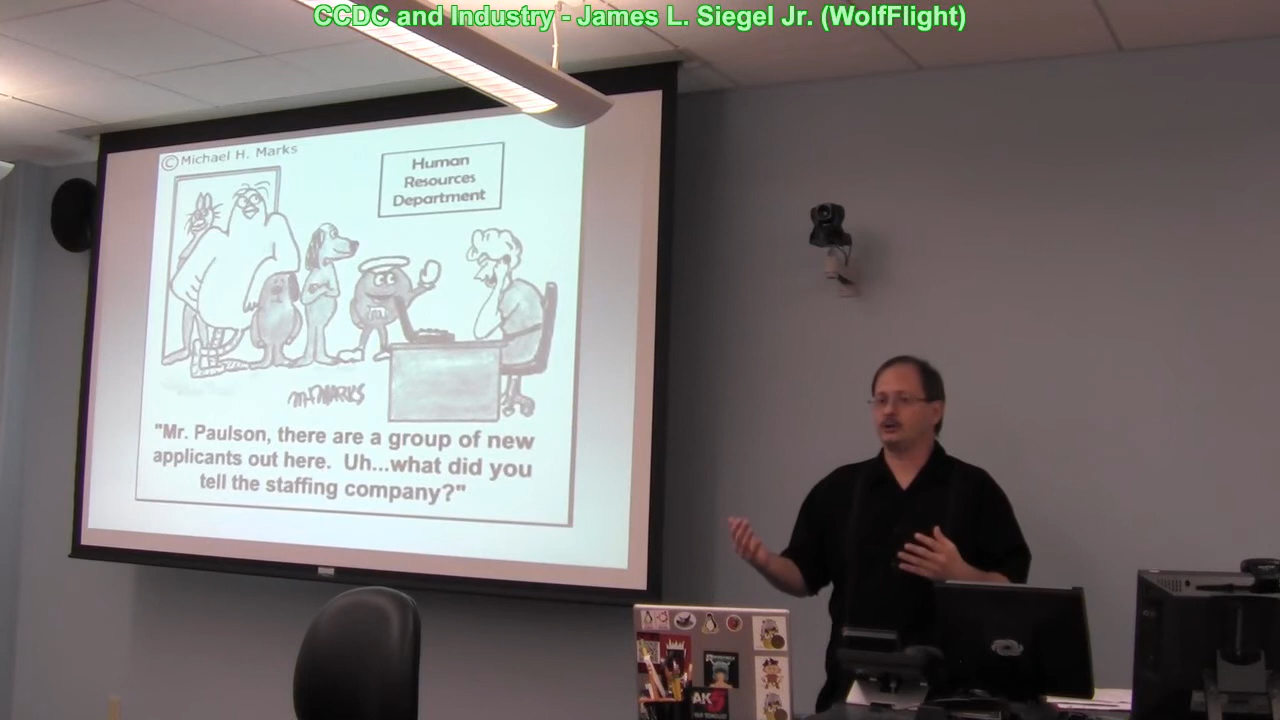 CCDC and Industry - James L. Siegel Jr. (WolfFlight)
© Michael H. Marks
Human
Resources
Department
m
MHMARKS
"Mr. Paulson, there are a group of new
applicants out here. Uh...what did you
tell the staffing company?"